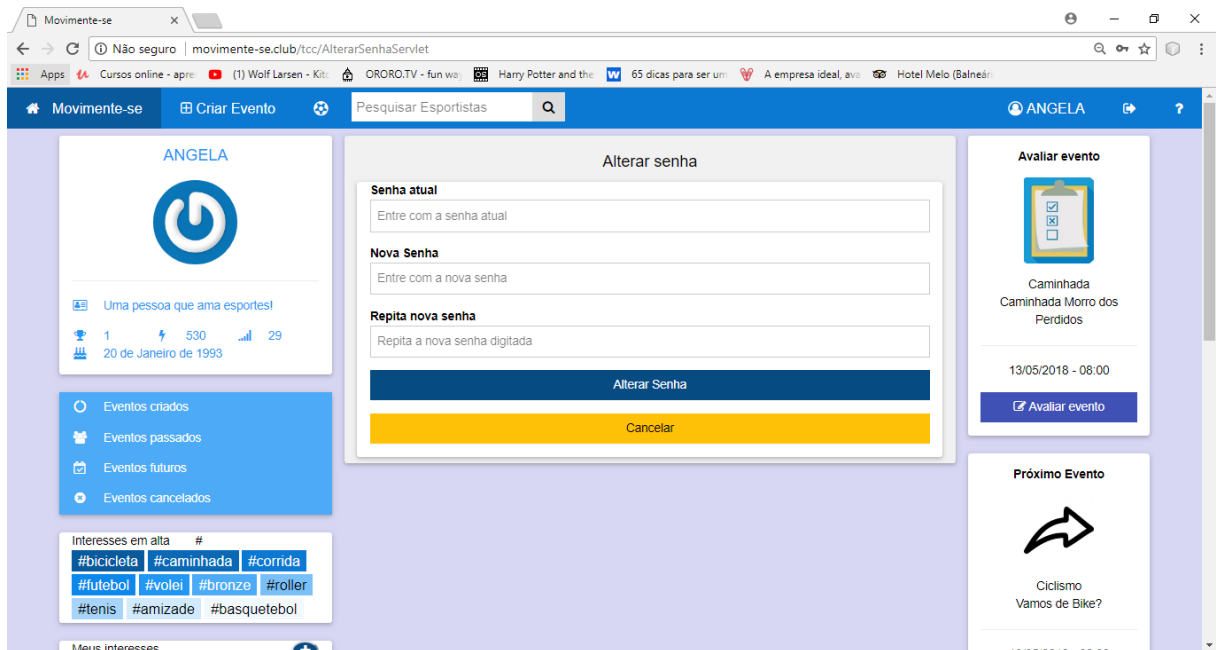 Movimente-se
Não seguro | movimente-se.club/tcc/AlterarSenhaServlet
Apps Cursos online - apre (1) Wolf Larsen - Kitc ORORO.TV - fun way Harry Potter and the 65 dicas para ser um A empresa ideal, ava Hotel Melo (Balneár
Movimente-se Criar Evento Pesquisar Esportistas ANGELA ?
ANGELA
Uma pessoa que ama esportes!
1 530 29
20 de Janeiro de 1993
Eventos criados
Eventos passados
Eventos futuros
Eventos cancelados
Interesses em alta #
#bicicleta #caminhada #corrida
#futebol #volei #bronze #roller
#tenis #amizade #basquetebol
Meus interesses
Alterar senha
Senha atual
Entre com a senha atual
Nova Senha
Entre com a nova senha
Repita nova senha
Repita a nova senha digitada
Alterar Senha
Cancelar
Avaliar evento
Caminhada
Caminhada Morro dos
Perdidos
13/05/2018 - 08:00
Avaliar evento
Próximo Evento
Ciclismo
Vamos de Bike?